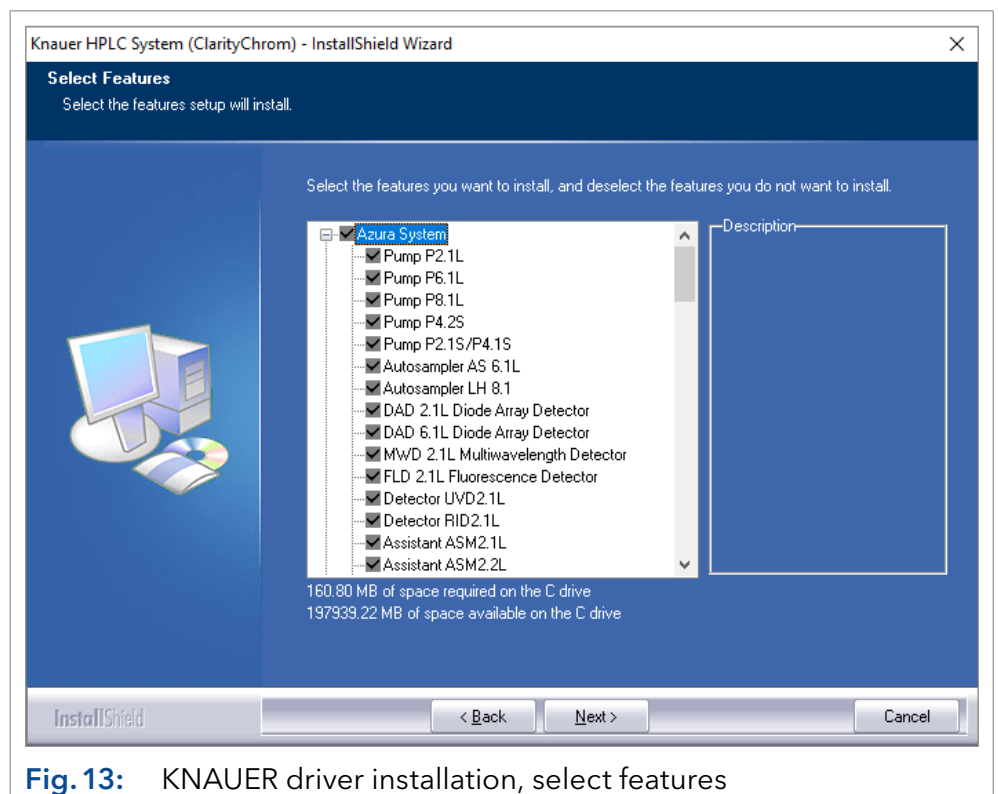 Knauer HPLC System (ClarityChrom) - InstallShield Wizard
Select Features
Select the features setup will install.
Select the features you want to install, and deselect the features you do not want to install.
Azura System
Pump P2.1L
Pump P6.1L
Pump P8.1L
Pump P4.2S
Pump P2.1S/P4.1S
Autosampler AS 6.1L
Autosampler LH 8.1
DAD 2.1L Diode Array Detector
DAD 6.1L Diode Array Detector
MWD 2.1L Multiwavelength Detector
FLD 2.1L Fluorescence Detector
Detector UVD2.1L
Detector RID2.1L
Assistant ASM2.1L
Assistant ASM2.2L
Description
160.80 MB of space required on the C drive
197939.22 MB of space available on the C drive
InstallShield
< Back
Next >
Cancel
Fig. 13: KNAUER driver installation, select features